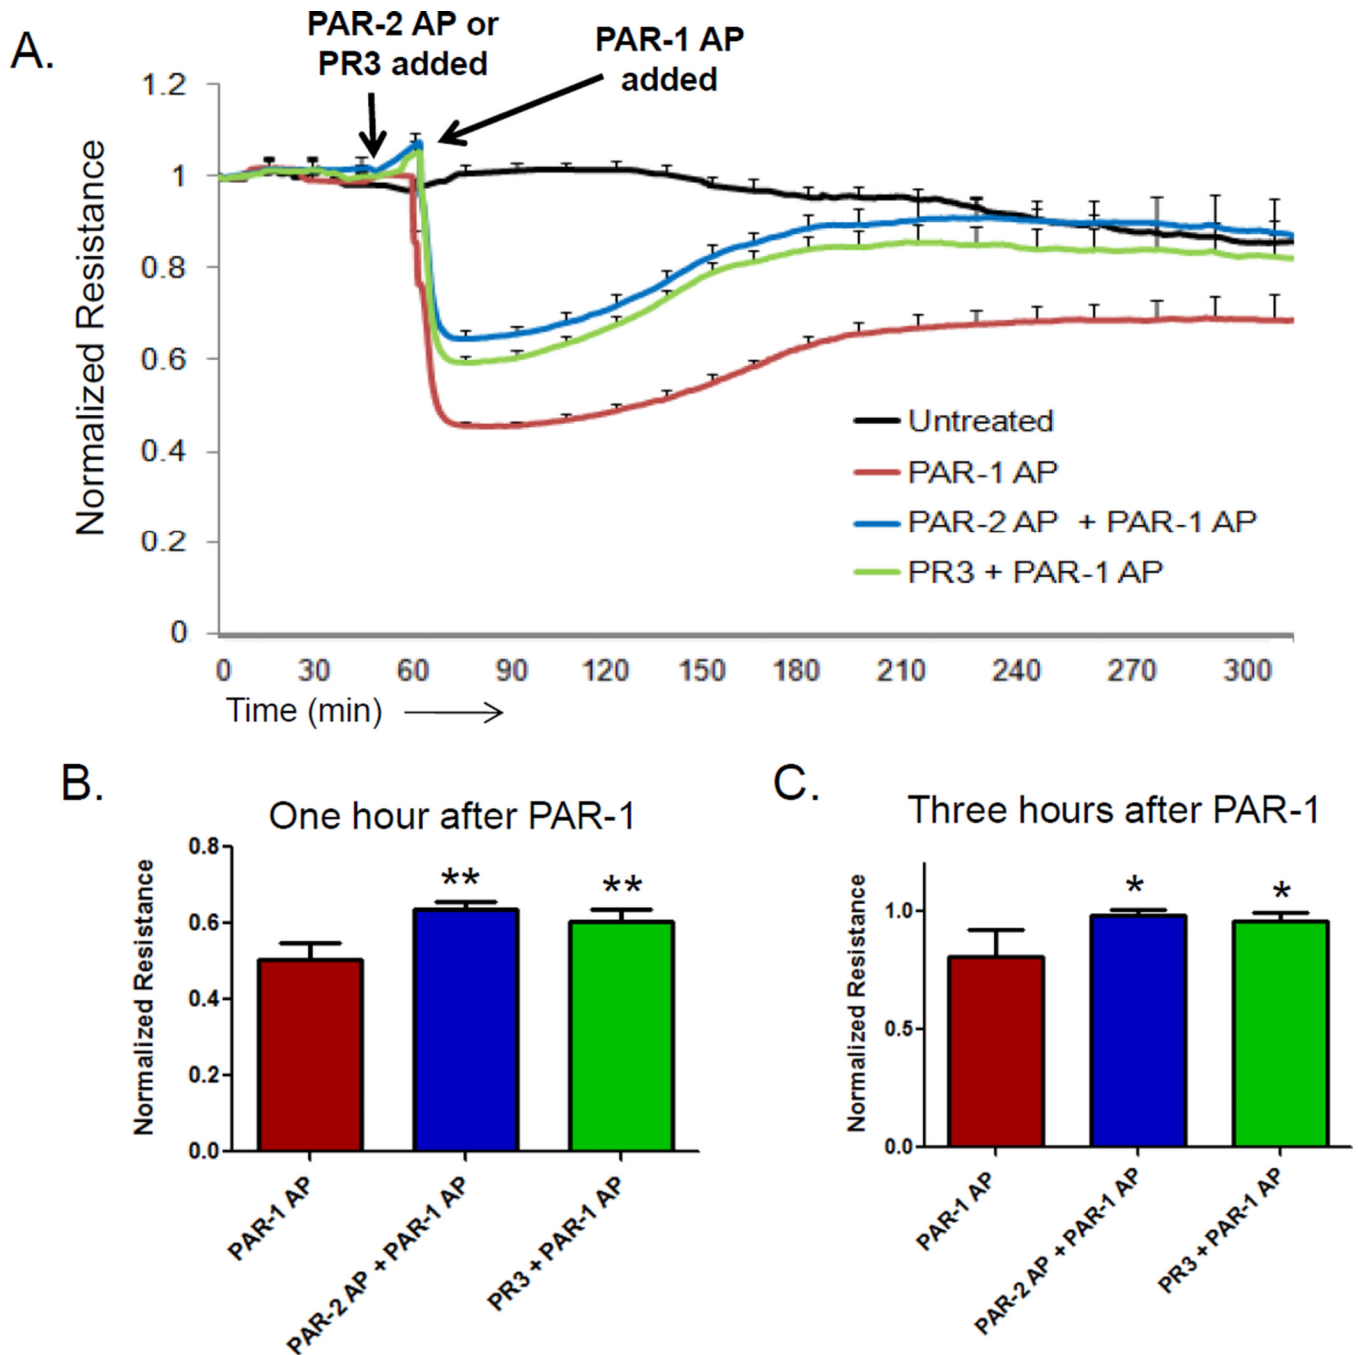 A.
PAR-2 AP or
PR3 added
PAR-1 AP
added
Normalized Resistance
1.2
1
0.8
0.6
0.4
0.2
0
Untreated
PAR-1 AP
PAR-2 AP + PAR-1 AP
PR3 + PAR-1 AP
0 30 60 90 120 150 180 210 240 270 300
Time (min)
B.
One hour after PAR-1
Normalized Resistance
0.8
0.6
0.4
0.2
0.0
** **
PAR-1 AP
PAR-2 AP + PAR-1 AP
PR3 + PAR-1 AP
C.
Three hours after PAR-1
Normalized Resistance
1.0
0.5
0.0
* *
PAR-1 AP
PAR-2 AP + PAR-1 AP
PR3 + PAR-1 AP